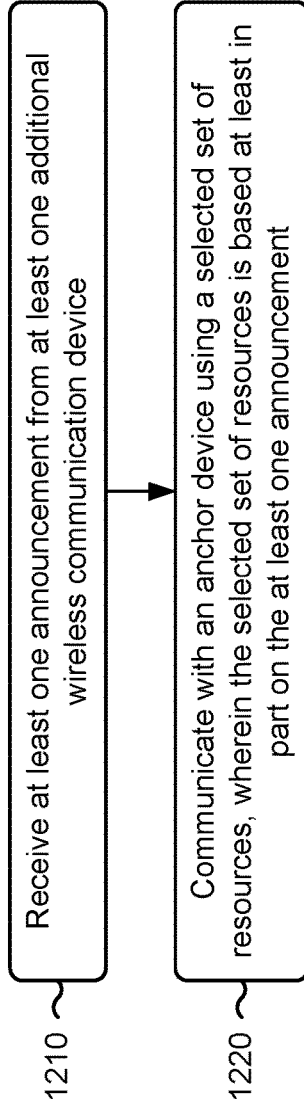 1210
Receive at least one announcement from at least one additional
wireless communication device
1220
Communicate with an anchor device using a selected set of
resources, wherein the selected set of resources is based at least in
part on the at least one announcement